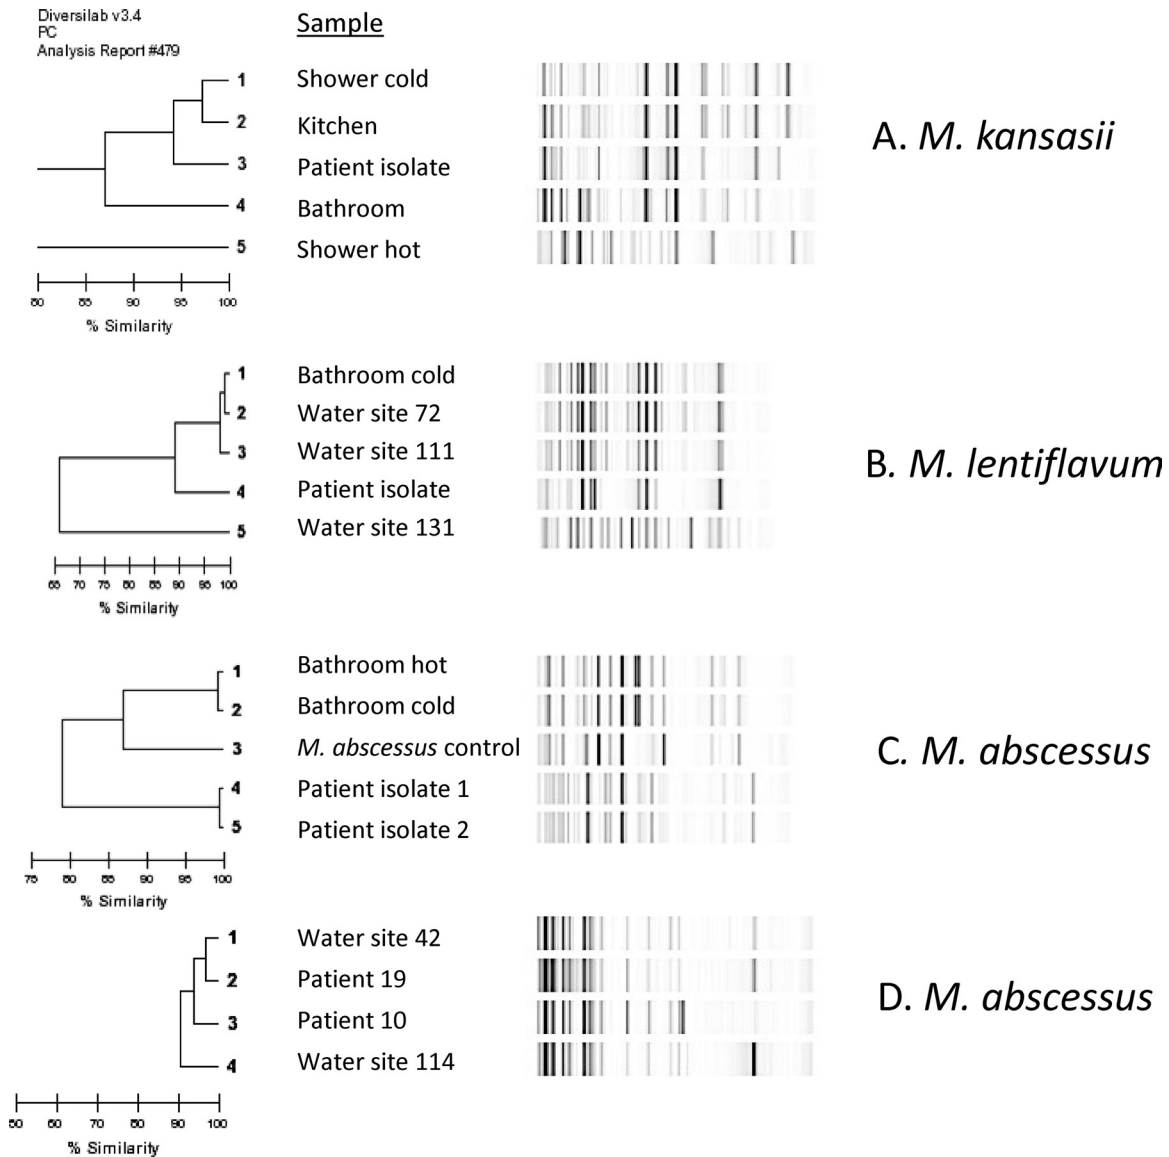 Diversilab v3.4
PC
Analysis Report #479
Sample
1 Shower cold
2 Kitchen
3 Patient isolate
4 Bathroom
5 Shower hot
A. M. kansasii
80 85 90 95 100
% Similarity
1 Bathroom cold
2 Water site 72
3 Water site 111
4 Patient isolate
5 Water site 131
B. M. lentiflavum
65 70 75 80 85 90 95 100
% Similarity
1 Bathroom hot
2 Bathroom cold
3 M. abscessus control
4 Patient isolate 1
5 Patient isolate 2
C. M. abscessus
75 80 85 90 95 100
% Similarity
1 Water site 42
2 Patient 19
3 Patient 10
4 Water site 114
D. M. abscessus
50 60 70 80 90 100
% Similarity